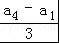 a₄ - a₁
3